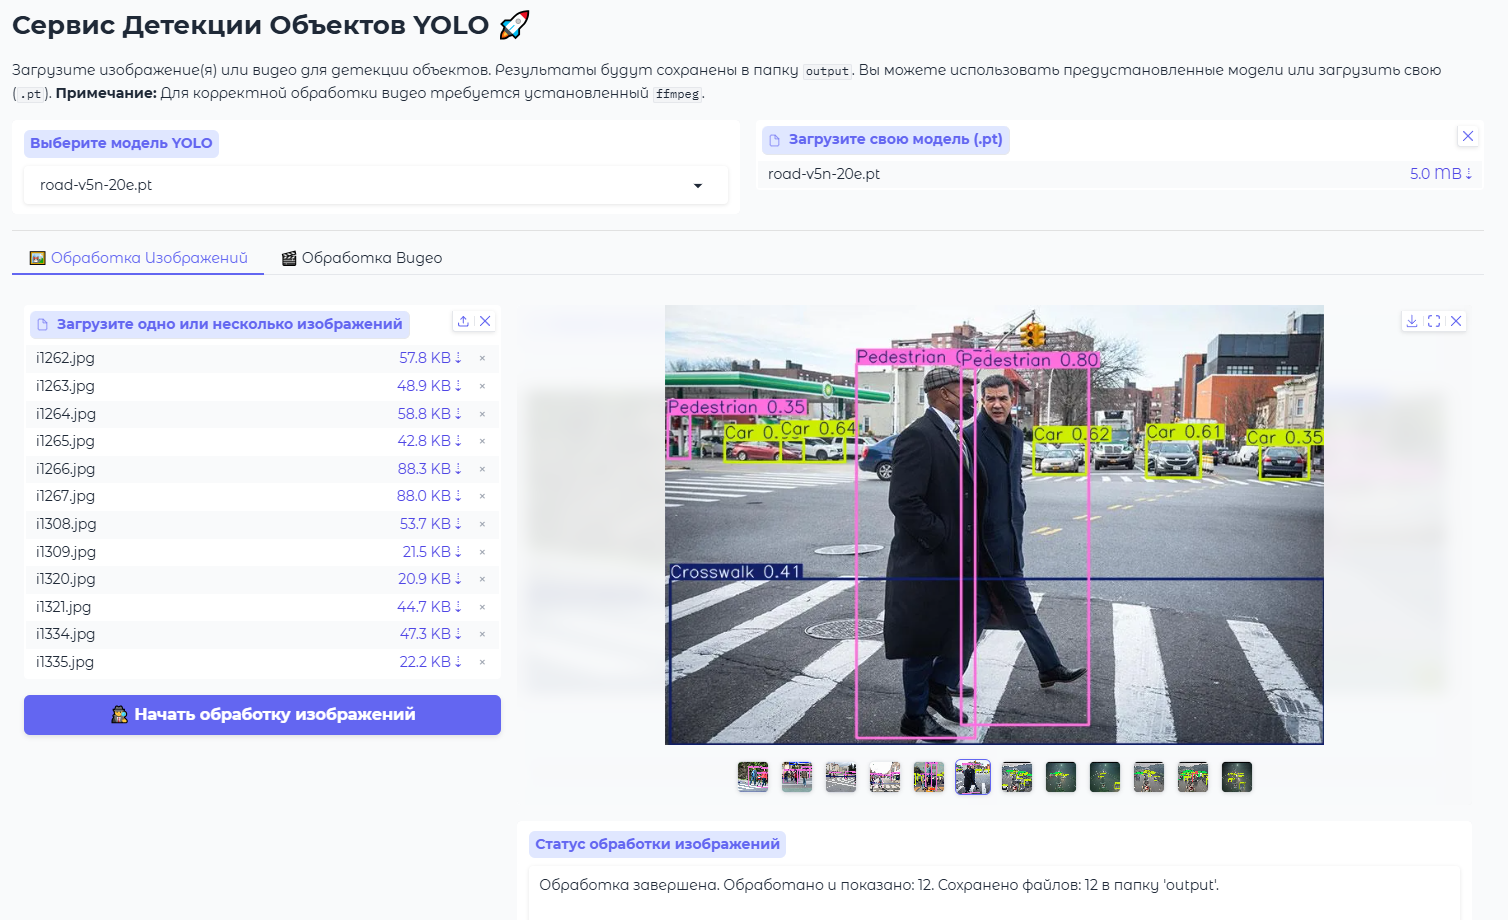 Сервис Детекции Объектов YOLO 🚀
Загрузите изображение(я) или видео для детекции объектов. Результаты будут сохранены в папку output. Вы можете использовать предустановленные модели или загрузить свою
(.pt). Примечание: Для корректной обработки видео требуется установленный ffmpeg.
Выберите модель YOLO
road-v5n-20e.pt
Загрузите свою модель (.pt)
road-v5n-20e.pt 5.0 MB ⇣
🖼️ Обработка Изображений 🎬 Обработка Видео
Загрузите одно или несколько изображений
i1262.jpg 57.8 KB ⇣ ×
i1263.jpg 48.9 KB ⇣ ×
i1264.jpg 58.8 KB ⇣ ×
i1265.jpg 42.8 KB ⇣ ×
i1266.jpg 88.3 KB ⇣ ×
i1267.jpg 88.0 KB ⇣ ×
i1308.jpg 53.7 KB ⇣ ×
i1309.jpg 21.5 KB ⇣ ×
i1320.jpg 20.9 KB ⇣ ×
i1321.jpg 44.7 KB ⇣ ×
i1334.jpg 47.3 KB ⇣ ×
i1335.jpg 22.2 KB ⇣ ×
Начать обработку изображений
Pedestrian
Pedestrian 0.80
Pedestrian 0.35
Car
Car 0.64
Car 0.62
Car 0.61
Car 0.35
Crosswalk 0.41
Статус обработки изображений
Обработка завершена. Обработано и показано: 12. Сохранено файлов: 12 в папку 'output'.